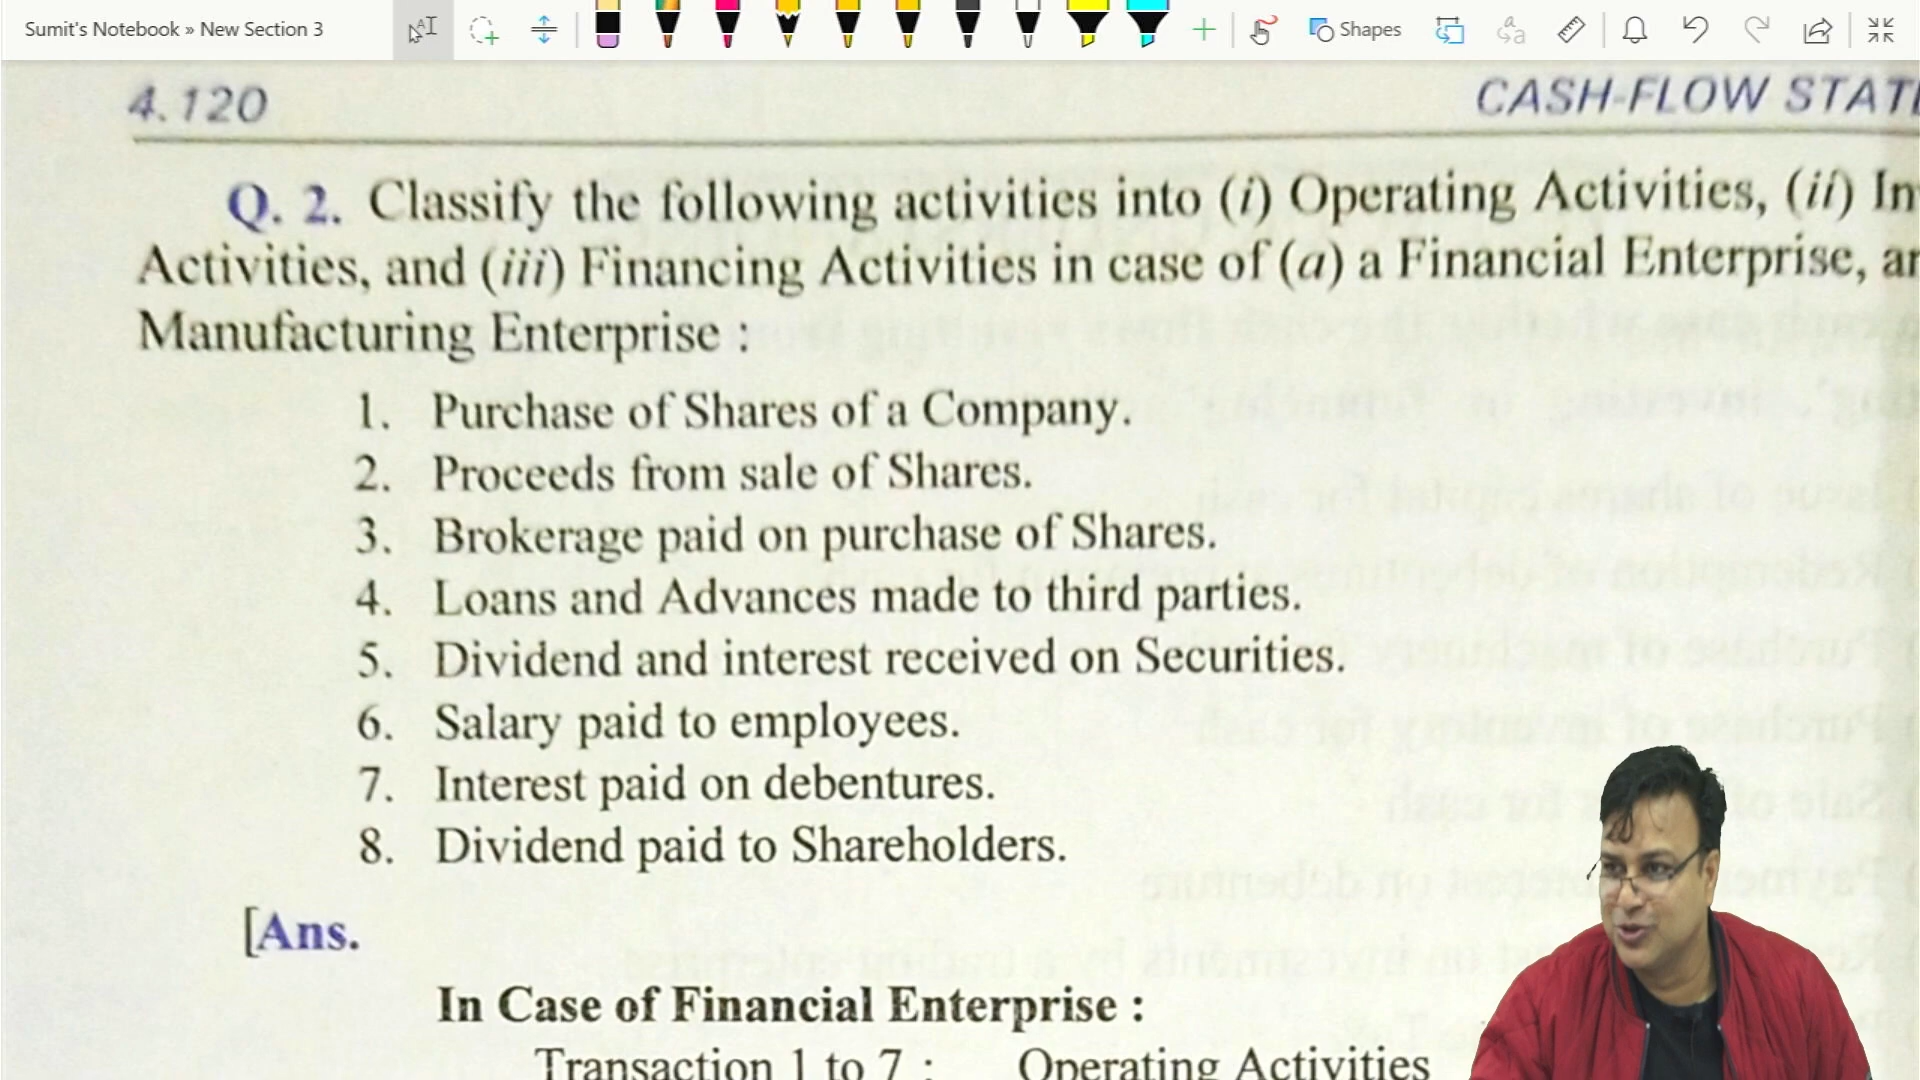 Sumit's Notebook » New Section 3
Shapes
4.120
CASH-FLOW STAT
Q. 2. Classify the following activities into (i) Operating Activities, (ii) In
Activities, and (iii) Financing Activities in case of (a) a Financial Enterprise, an
Manufacturing Enterprise :
1. Purchase of Shares of a Company.
2. Proceeds from sale of Shares.
3. Brokerage paid on purchase of Shares.
4. Loans and Advances made to third parties.
5. Dividend and interest received on Securities.
6. Salary paid to employees.
7. Interest paid on debentures.
8. Dividend paid to Shareholders.
[Ans.
In Case of Financial Enterprise :
Transaction 1 to 7 : Operating Activities